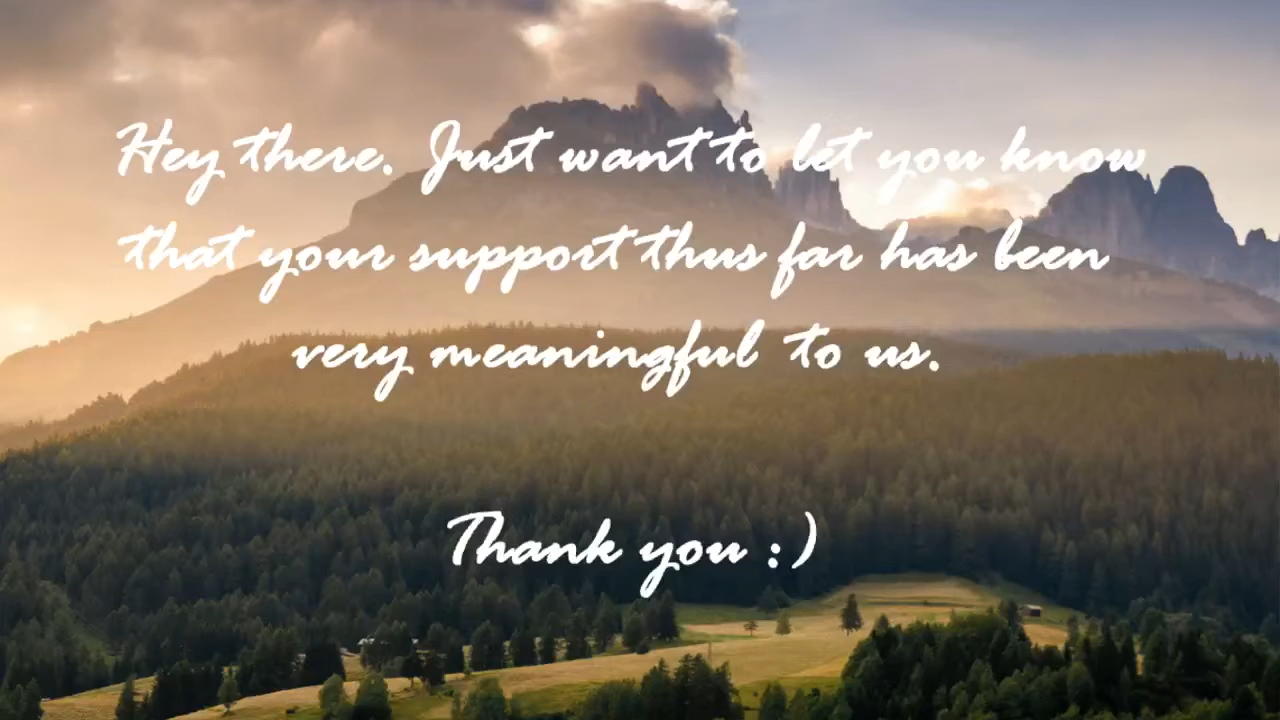 Hey there. Just want to let you know
that your support thus far has been
very meaningful to us.
Thank you :)